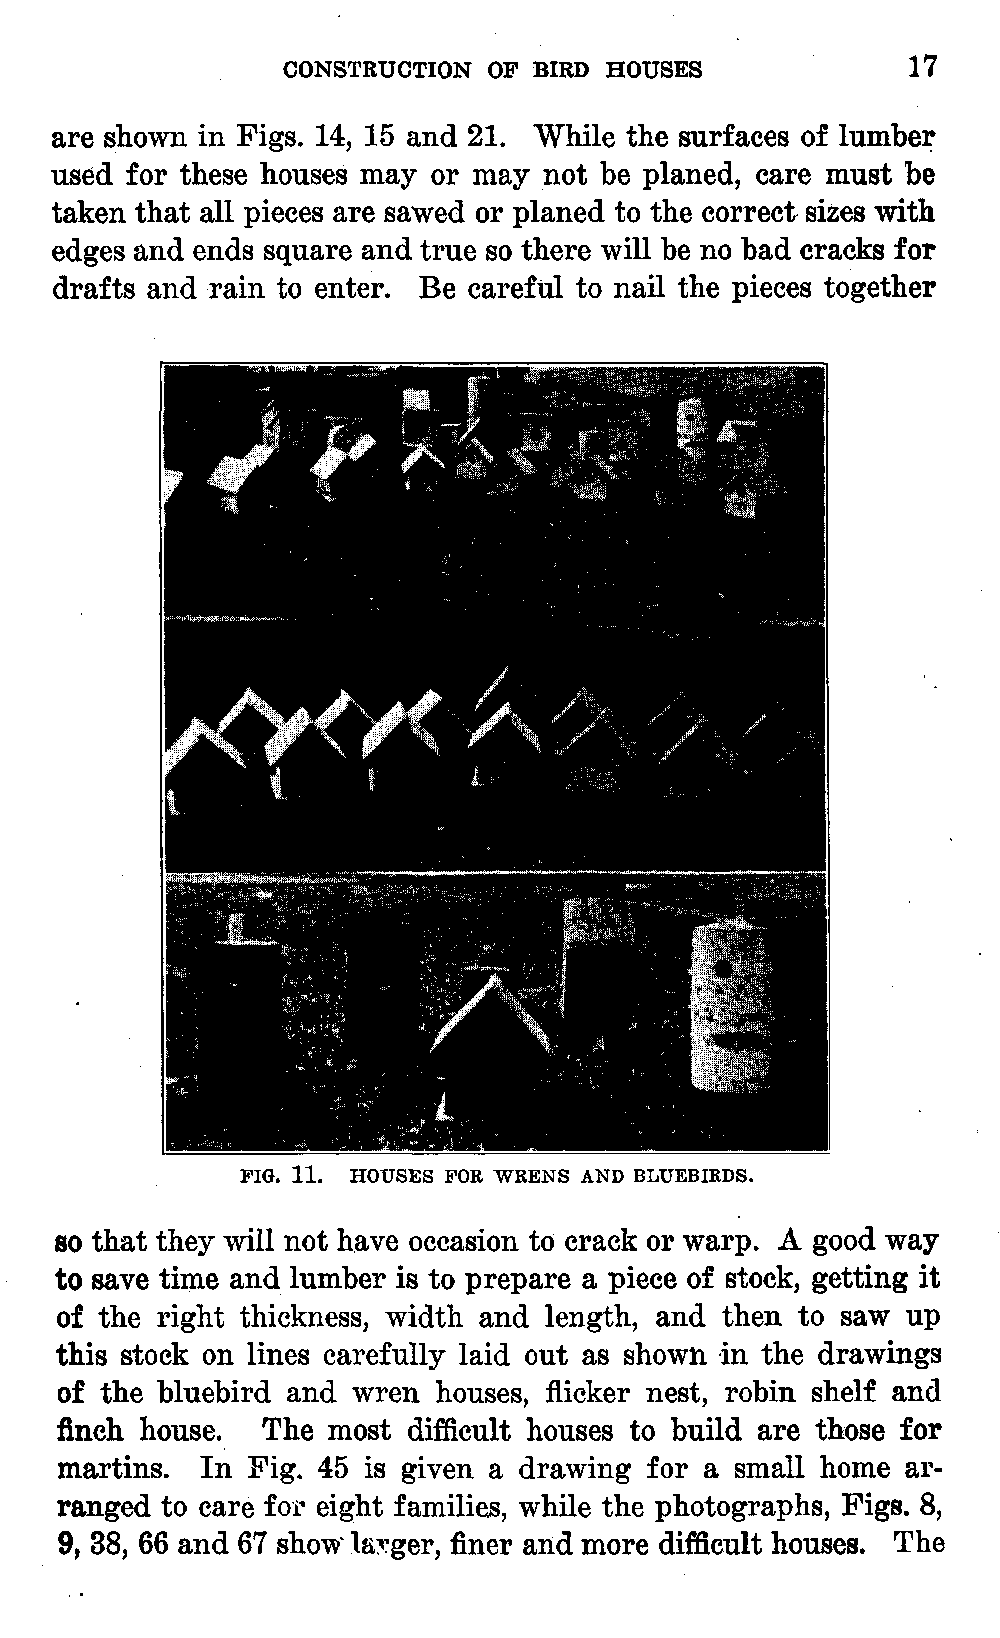 CONSTRUCTION OF BIRD HOUSES 17
are shown in Figs. 14, 15 and 21. While the surfaces of lumber
used for these houses may or may not be planed, care must be
taken that all pieces are sawed or planed to the correct sizes with
edges and ends square and true so there will be no bad cracks for
drafts and rain to enter. Be careful to nail the pieces together
FIG. 11. HOUSES FOR WRENS AND BLUEBIRDS.
so that they will not have occasion to crack or warp. A good way
to save time and lumber is to prepare a piece of stock, getting it
of the right thickness, width and length, and then to saw up
this stock on lines carefully laid out as shown in the drawings
of the bluebird and wren houses, flicker nest, robin shelf and
finch house. The most difficult houses to build are those for
martins. In Fig. 45 is given a drawing for a small home ar-
ranged to care for eight families, while the photographs, Figs. 8,
9, 38, 66 and 67 show larger, finer and more difficult houses. The